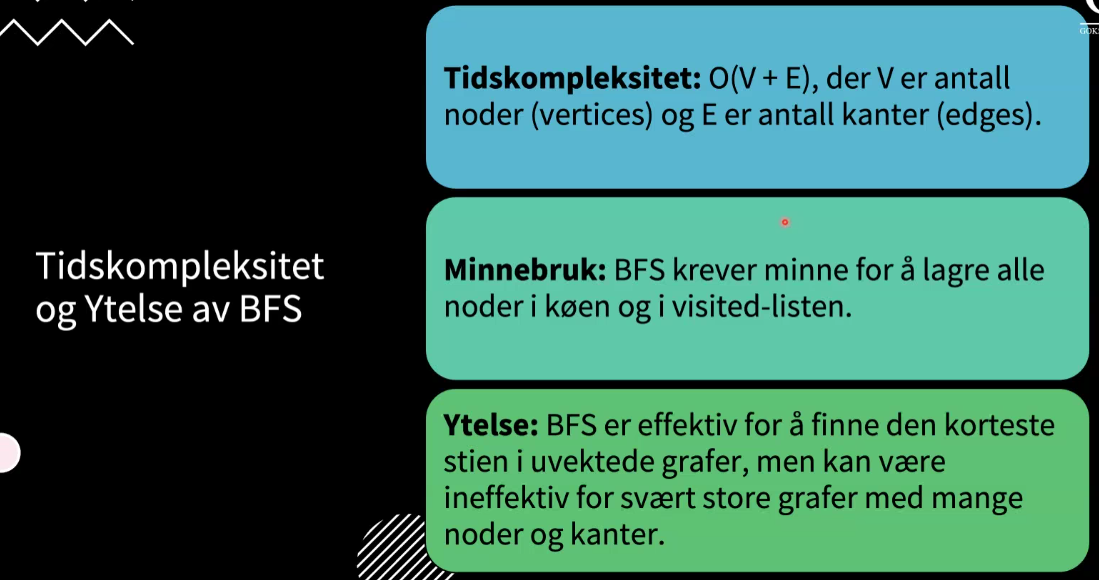 Tidskompleksitet
og Ytelse av BFS
Tidskompleksitet: O(V + E), der V er antall
noder (vertices) og E er antall kanter (edges).
Minnebruk: BFS krever minne for å lagre alle
noder i køen og i visited-listen.
Ytelse: BFS er effektiv for å finne den korteste
stien i uvektede grafer, men kan være
ineffektiv for svært store grafer med mange
noder og kanter.